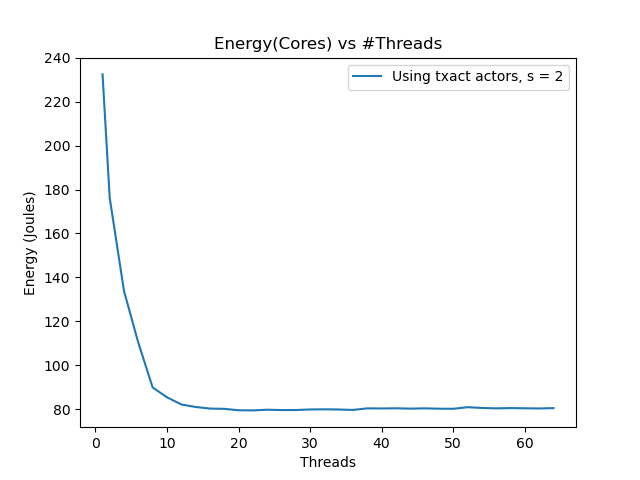 Energy(Cores) vs #Threads
Using txact actors, s = 2
240
220
200
180
160
140
120
100
80
Energy (Joules)
0 10 20 30 40 50 60
Threads